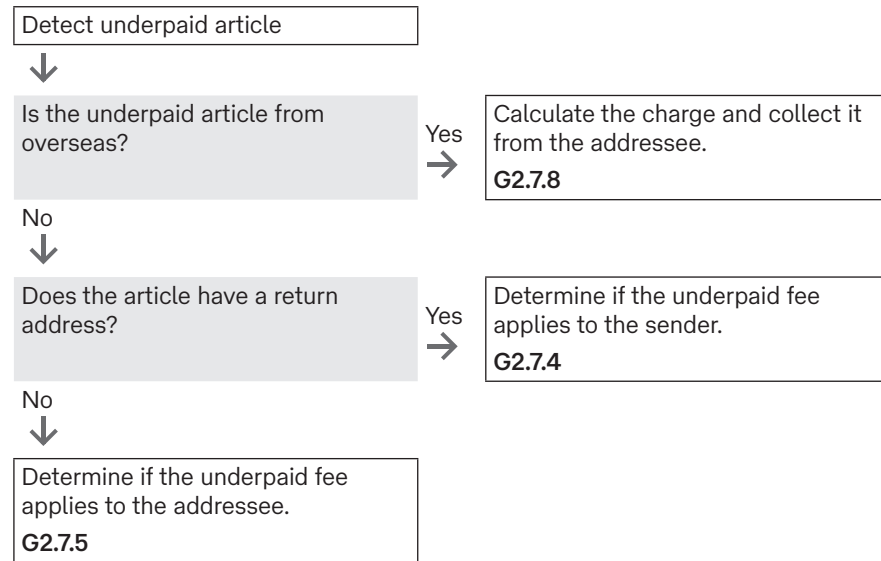 Detect underpaid article
Is the underpaid article from
overseas?
Yes
Calculate the charge and collect it
from the addressee.
G2.7.8
No
Does the article have a return
address?
Yes
Determine if the underpaid fee
applies to the sender.
G2.7.4
No
Determine if the underpaid fee
applies to the addressee.
G2.7.5